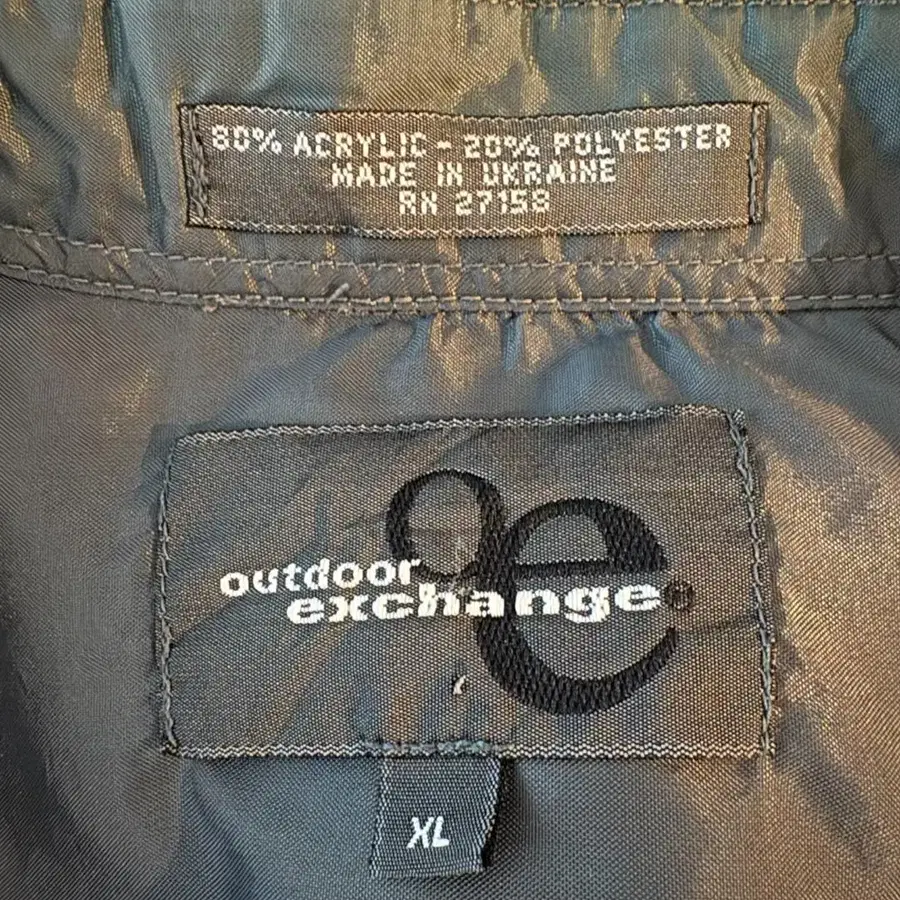 80% ACRYLIC - 20% POLYESTER
MADE IN UKRAINE
RN 27158
oe
outdoor
exchange
XL